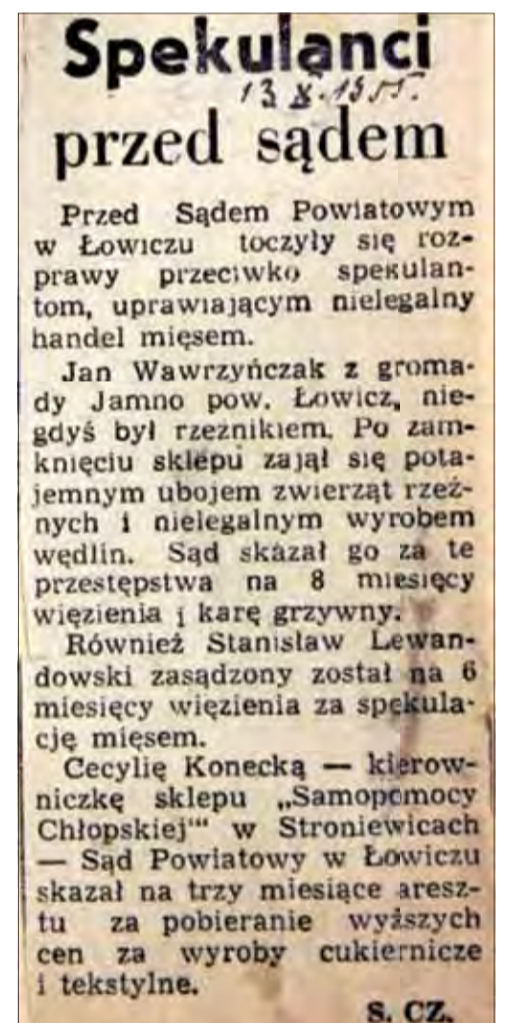 Spekulanci
13 X. 1955.
przed sądem
Przed Sądem Powiatowym
w Łowiczu toczyły się roz-
prawy przeciwko spekulan-
tom, uprawiającym nielegalny
handel mięsem.
Jan Wawrzyńczak z groma-
dy Jamno pow. Łowicz, nie-
gdyś był rzeźnikiem. Po zam-
knięciu sklepu zajął się pota-
jemnym ubojem zwierząt rzeź-
nych i nielegalnym wyrobem
wędlin. Sąd skazał go za te
przestępstwa na 8 miesięcy
więzienia i karę grzywny.
Również Stanisław Lewan-
dowski zasądzony został na 6
miesięcy więzienia za spekula-
cję mięsem.
Cecylię Konecką — kierow-
niczkę sklepu „Samopomocy
Chłopskiej"" w Stroniewicach
— Sąd Powiatowy w Łowiczu
skazał na trzy miesiące aresz-
tu za pobieranie wyższych
cen za wyroby cukiernicze
i tekstylne.
S. CZ.